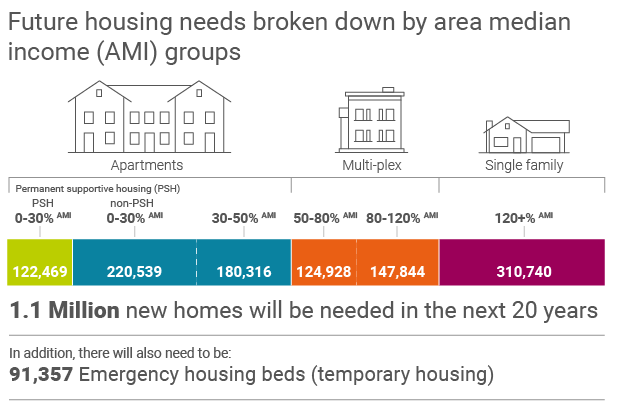 Future housing needs broken down by area median
income (AMI) groups
Apartments
Multi-plex
Single family
Permanent supportive housing (PSH)
PSH
0-30% AMI
non-PSH
0-30% AMI
30-50% AMI
50-80% AMI
80-120% AMI
120+% AMI
122,469
220,539
180,316
124,928
147,844
310,740
1.1 Million new homes will be needed in the next 20 years
In addition, there will also need to be:
91,357 Emergency housing beds (temporary housing)